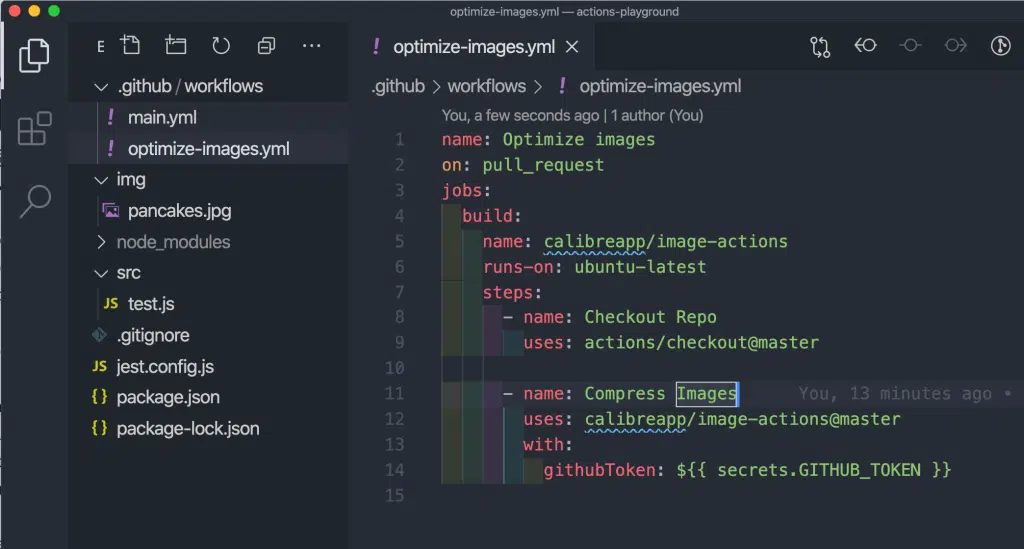 optimize-images.yml — actions-playground
E
optimize-images.yml
.github / workflows
main.yml
optimize-images.yml
img
pancakes.jpg
node_modules
src
JS test.js
.gitignore
JS jest.config.js
{} package.json
{} package-lock.json
.github > workflows > ! optimize-images.yml
You, a few seconds ago | 1 author (You)
1 name: Optimize images
2 on: pull_request
3 jobs:
4 build:
5 name: calibreapp/image-actions
6 runs-on: ubuntu-latest
7 steps:
8 - name: Checkout Repo
9 uses: actions/checkout@master
10
11 - name: Compress Images You, 13 minutes ago •
12 uses: calibreapp/image-actions@master
13 with:
14 githubToken: ${{ secrets.GITHUB_TOKEN }}
15